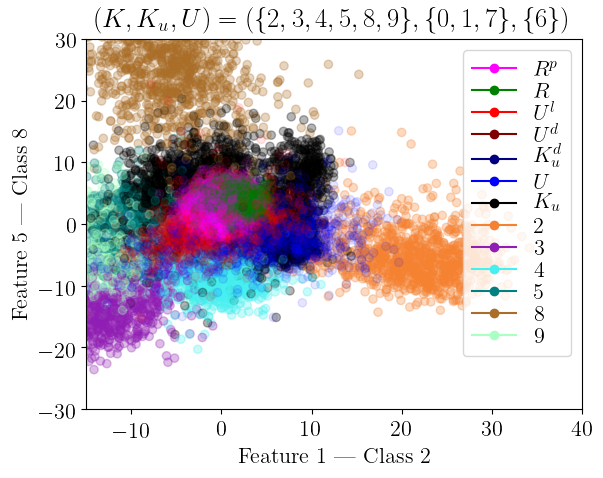 (K, K_u, U) = ({2, 3, 4, 5, 8, 9}, {0, 1, 7}, {6})
30
20
10
0
−10
−20
−30
Feature 5 — Class 8
R^p
R
U^l
U^d
K_u^d
U
K_u
2
3
4
5
8
9
−10
0
10
20
30
40
Feature 1 — Class 2